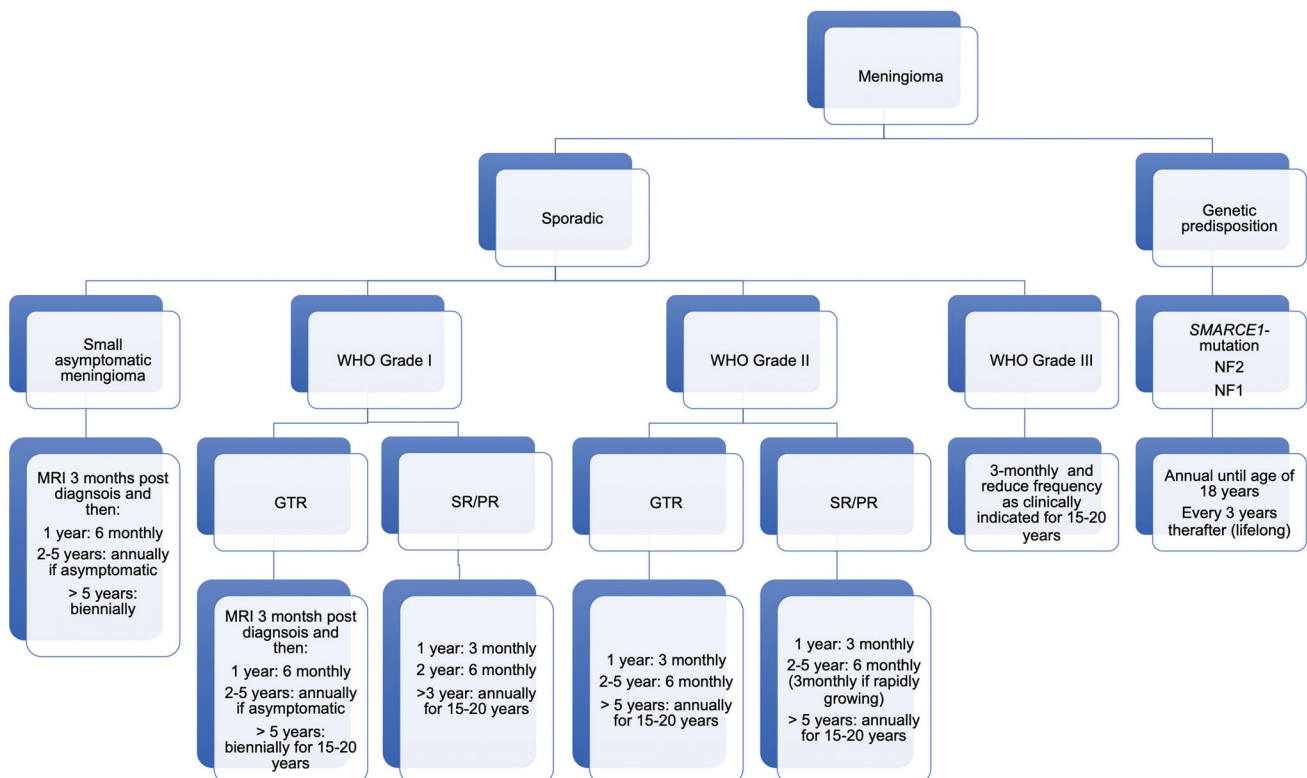 Meningioma
Sporadic
Genetic
predisposition
Small
asymptomatic
meningioma
WHO Grade I
WHO Grade II
WHO Grade III
SMARCE1-
mutation
NF2
NF1
MRI 3 months post
diagnsois and then:
1 year: 6 monthly
2-5 years: annually
if asymptomatic
> 5 years:
biennially
GTR
SR/PR
GTR
SR/PR
3-monthly and
reduce frequency
as clinically
indicated for 15-20
years
Annual until age of
18 years
Every 3 years
therafter (lifelong)
MRI 3 montsh post
diagnsois and
then:
1 year: 6 monthly
2-5 years: annually
if asymptomatic
> 5 years:
biennially for 15-20
years
1 year: 3 monthly
2 year: 6 monthly
>3 year: annually
for 15-20 years
1 year: 3 monthly
2-5 years: 6 monthly
> 5 years: annually
for 15-20 years
1 year: 3 monthly
2-5 year: 6 monthly
(3monthly if rapidly
growing)
> 5 years: annually
for 15-20 years